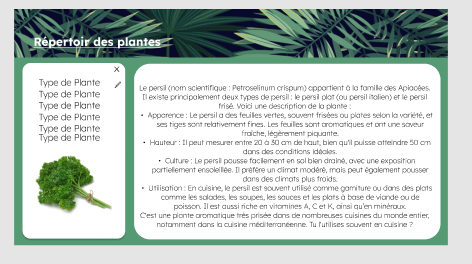 Répertoir des plantes
X
Type de Plante
Type de Plante
Type de Plante
Type de Plante
Type de Plante
Type de Plante
Le persil (nom scientifique : Petroselinum crispum) appartient à la famille des Apiacées.
Il existe principalement deux types de persil : le persil plat (ou persil italien) et le persil
frisé. Voici une description de la plante :
• Apparence : Le persil a des feuilles vertes, souvent frisées ou plates selon la variété, et
ses tiges sont relativement fines. Les feuilles sont aromatiques et ont une saveur
fraîche, légèrement piquante.
• Hauteur : Il peut mesurer entre 20 à 30 cm de haut, bien qu'il puisse atteindre 50 cm
dans des conditions idéales.
• Culture : Le persil pousse facilement en sol bien drainé, avec une exposition
partiellement ensoleillée. Il préfère un climat modéré, mais peut également pousser
dans des climats plus froids.
• Utilisation : En cuisine, le persil est souvent utilisé comme garniture ou dans des plats
comme les salades, les soupes, les sauces et les plats à base de viande ou de
poisson. Il est aussi riche en vitamines A, C et K, ainsi qu'en minéraux.
C'est une plante aromatique très prisée dans de nombreuses cuisines du monde entier,
notamment dans la cuisine méditerranéenne. Tu l'utilises souvent en cuisine ?